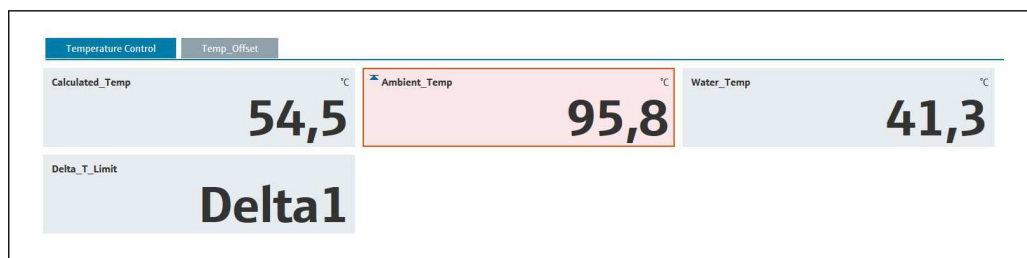 Temperature Control Temp_Offset
Calculated_Temp °C Ambient_Temp °C Water_Temp °C
54,5 95,8 41,3
Delta_T_Limit
Delta1